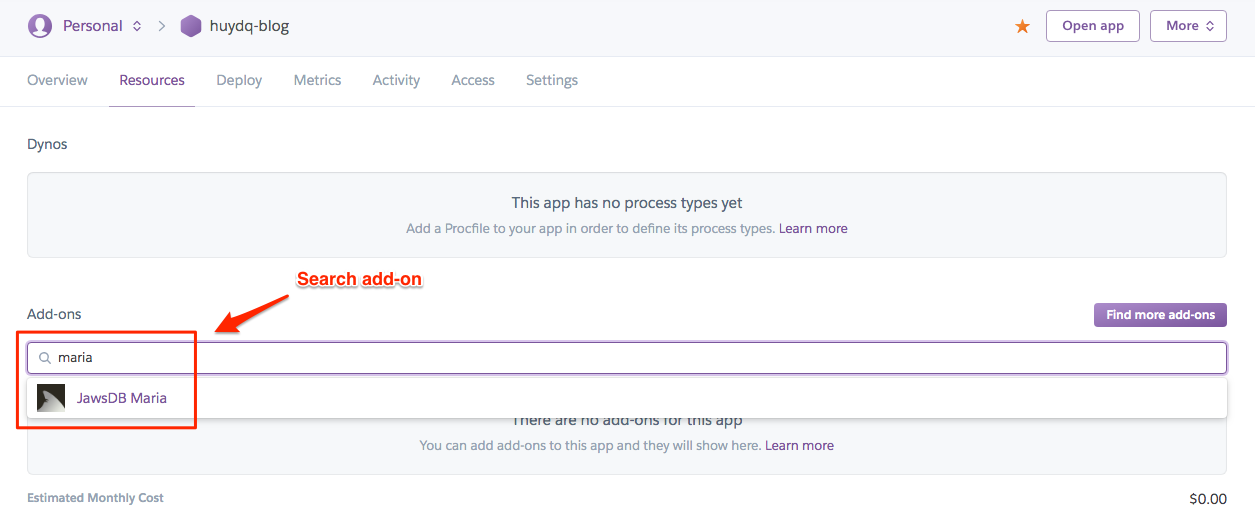 Personal huydq-blog Open app More
Overview Resources Deploy Metrics Activity Access Settings
Dynos
This app has no process types yet
Add a Procfile to your app in order to define its process types. Learn more
Search add-on
Add-ons Find more add-ons
maria
JawsDB Maria
There are no add-ons for this app
You can add add-ons to this app and they will show here. Learn more
Estimated Monthly Cost $0.00